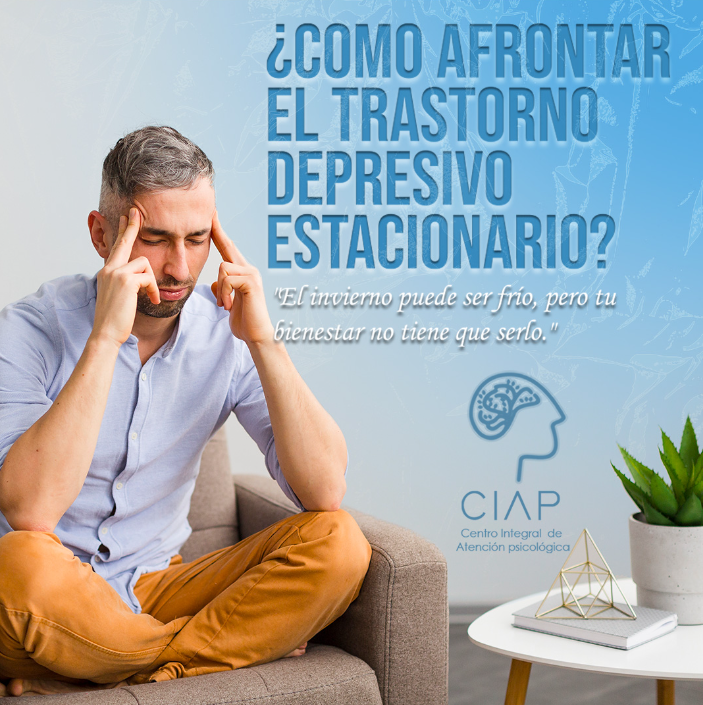 ¿COMO AFRONTAR
EL TRASTORNO
DEPRESIVO
ESTACIONARIO?
"El invierno puede ser frío, pero tu
bienestar no tiene que serlo."
CIAP
Centro Integral de
Atención psicológica